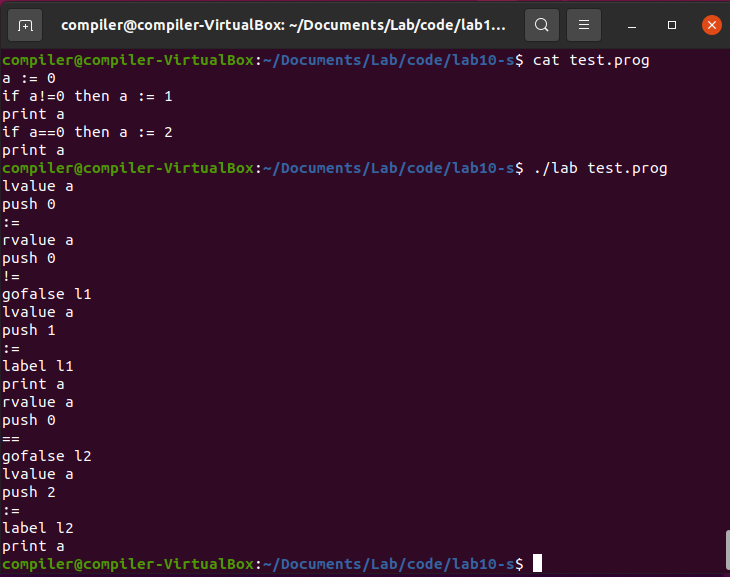 compiler@compiler-VirtualBox: ~/Documents/Lab/code/lab1...
compiler@compiler-VirtualBox:~/Documents/Lab/code/lab10-s$ cat test.prog
a := 0
if a!=0 then a := 1
print a
if a==0 then a := 2
print a
compiler@compiler-VirtualBox:~/Documents/Lab/code/lab10-s$ ./lab test.prog
lvalue a
push 0
:=
rvalue a
push 0
!=
gofalse l1
lvalue a
push 1
:=
label l1
print a
rvalue a
push 0
==
gofalse l2
lvalue a
push 2
:=
label l2
print a
compiler@compiler-VirtualBox:~/Documents/Lab/code/lab10-s$